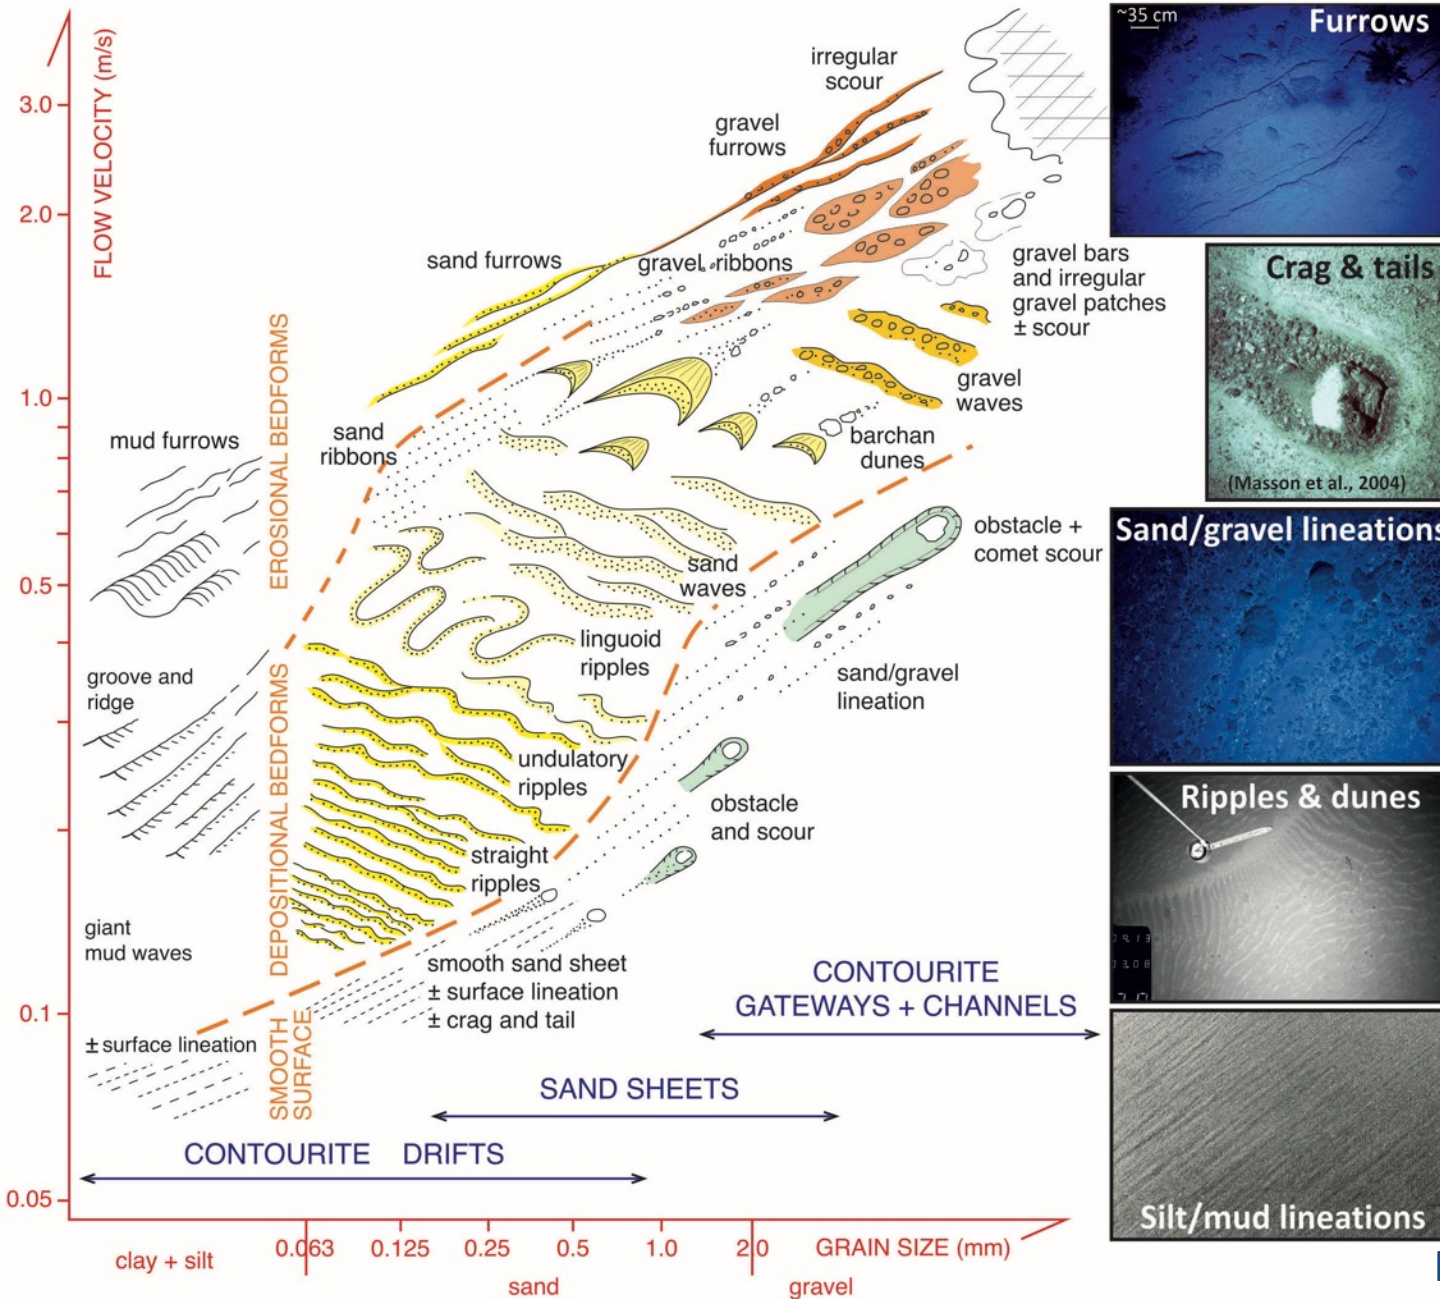 FLOW VELOCITY (m/s)
3.0
2.0
1.0
0.5
0.1
0.05
irregular
scour
gravel
furrows
sand furrows
gravel ribbons
gravel bars
and irregular
gravel patches
± scour
gravel
waves
barchan
dunes
sand
ribbons
mud furrows
EROSIONAL BEDFORMS
sand
waves
obstacle +
comet scour
linguoid
ripples
sand/gravel
lineation
groove and
ridge
DEPOSITIONAL BEDFORMS
undulatory
ripples
obstacle
and scour
straight
ripples
giant
mud waves
smooth sand sheet
± surface lineation
± crag and tail
± surface lineation
SMOOTH
SURFACE
CONTOURITE
GATEWAYS + CHANNELS
SAND SHEETS
CONTOURITE DRIFTS
0.063
0.125
0.25
0.5
1.0
2.0
GRAIN SIZE (mm)
clay + silt
sand
gravel
~35 cm
Furrows
Crag & tails
(Masson et al., 2004)
Sand/gravel lineations
Ripples & dunes
Silt/mud lineations